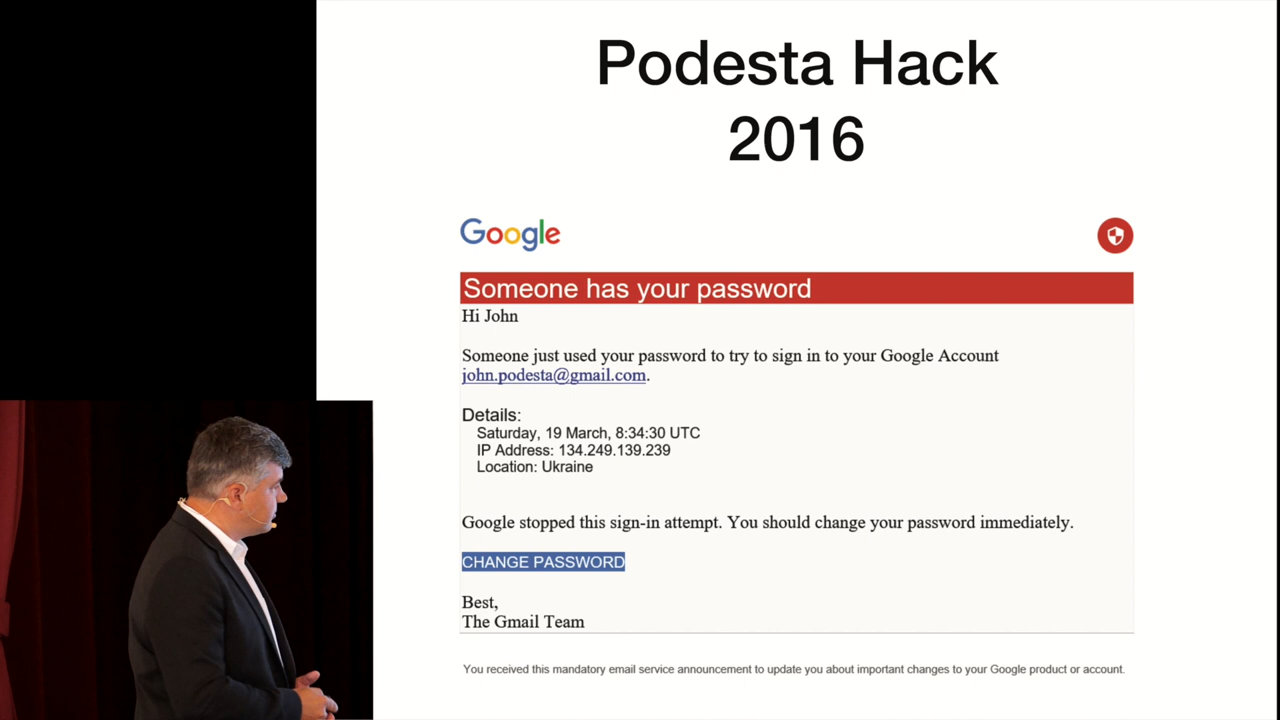 Podesta Hack
2016
Google
Someone has your password
Hi John
Someone just used your password to try to sign in to your Google Account
john.podesta@gmail.com.
Details:
Saturday, 19 March, 8:34:30 UTC
IP Address: 134.249.139.239
Location: Ukraine
Google stopped this sign-in attempt. You should change your password immediately.
CHANGE PASSWORD
Best,
The Gmail Team
You received this mandatory email service announcement to update you about important changes to your Google product or account.